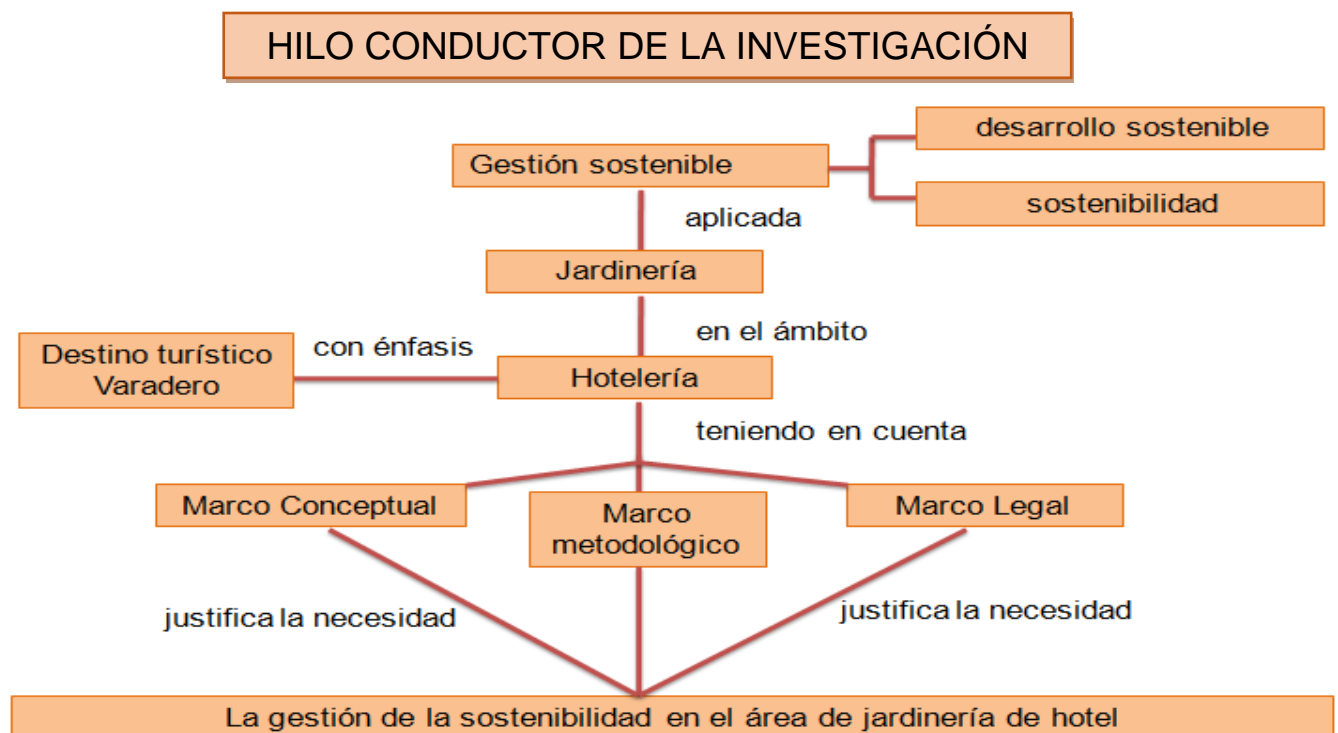 HILO CONDUCTOR DE LA INVESTIGACIÓN
desarrollo sostenible
Gestión sostenible
sostenibilidad
aplicada
Jardinería
en el ámbito
Destino turístico
Varadero
con énfasis
Hotelería
teniendo en cuenta
Marco Conceptual
Marco
metodológico
Marco Legal
justifica la necesidad
justifica la necesidad
La gestión de la sostenibilidad en el área de jardinería de hotel